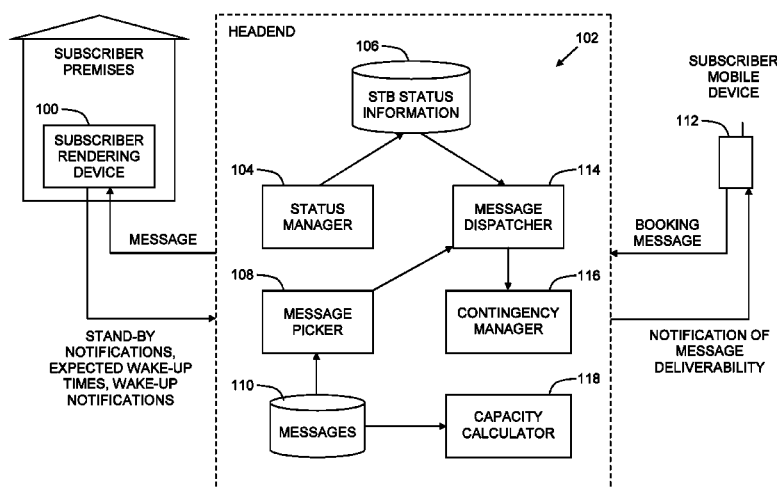 HEADEND
SUBSCRIBER
PREMISES
100
SUBSCRIBER
RENDERING
DEVICE
106
STB STATUS
INFORMATION
102
SUBSCRIBER
MOBILE
DEVICE
112
104
STATUS
MANAGER
114
MESSAGE
DISPATCHER
MESSAGE
BOOKING
MESSAGE
108
MESSAGE
PICKER
116
CONTINGENCY
MANAGER
STAND-BY
NOTIFICATIONS,
EXPECTED WAKE-UP
TIMES, WAKE-UP
NOTIFICATIONS
NOTIFICATION OF
MESSAGE
DELIVERABILITY
110
MESSAGES
118
CAPACITY
CALCULATOR